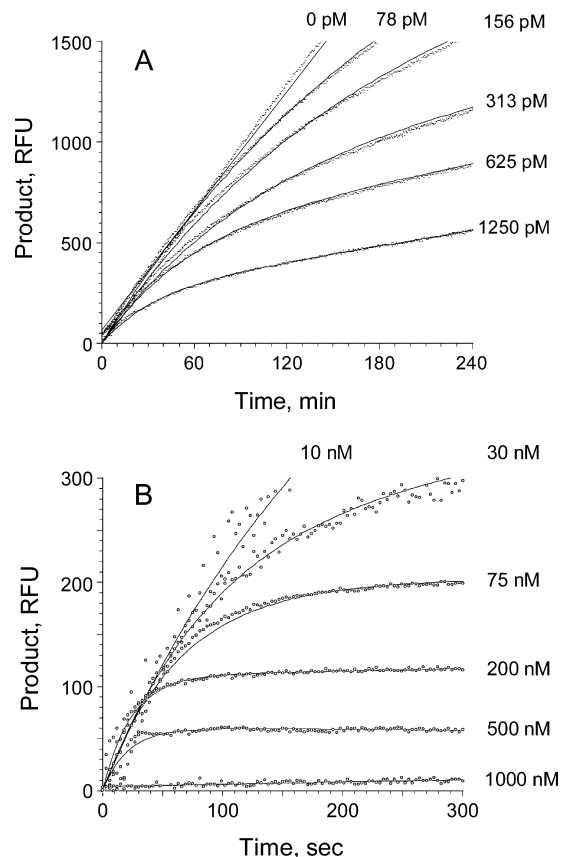 0 pM 78 pM 156 pM
A
1500
1000
500
0
313 pM
625 pM
1250 pM
Product, RFU
0 60 120 180 240
Time, min
10 nM 30 nM
B
300
200
100
0
75 nM
200 nM
500 nM
1000 nM
Product, RFU
0 100 200 300
Time, sec